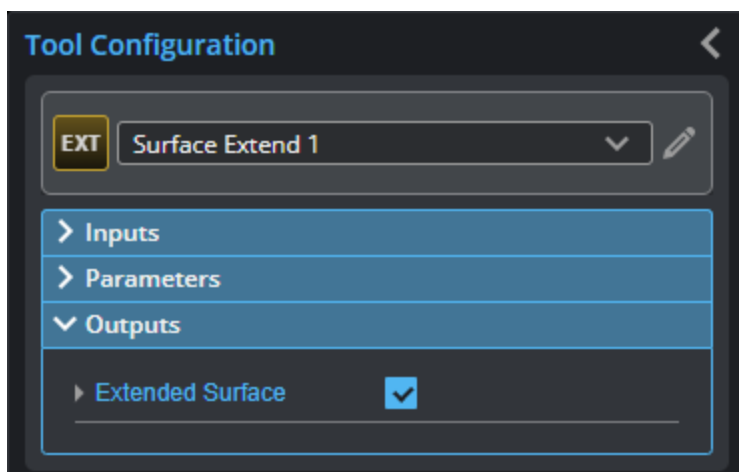 Tool Configuration
EXT Surface Extend 1
Inputs
Parameters
Outputs
Extended Surface